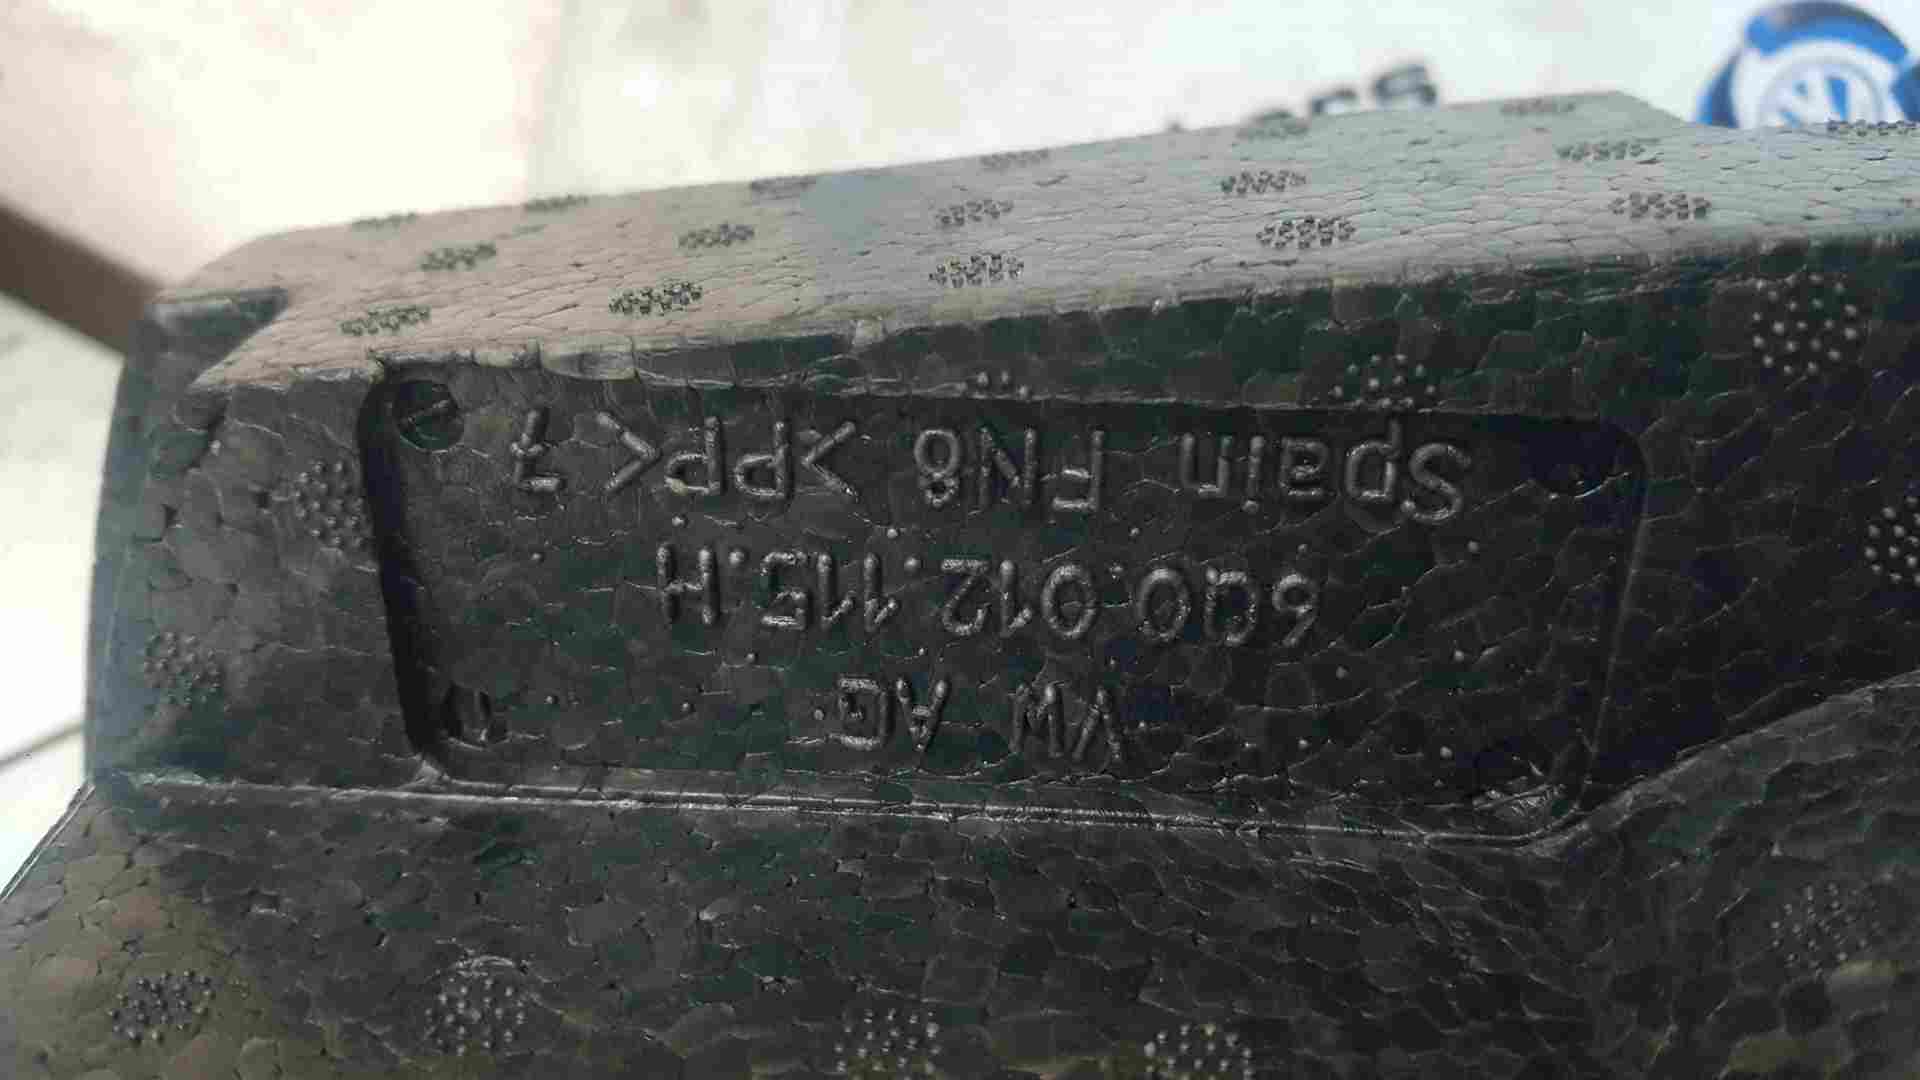 VW AG
6Q0.012.115.H
Spain FN8 >PP< 7